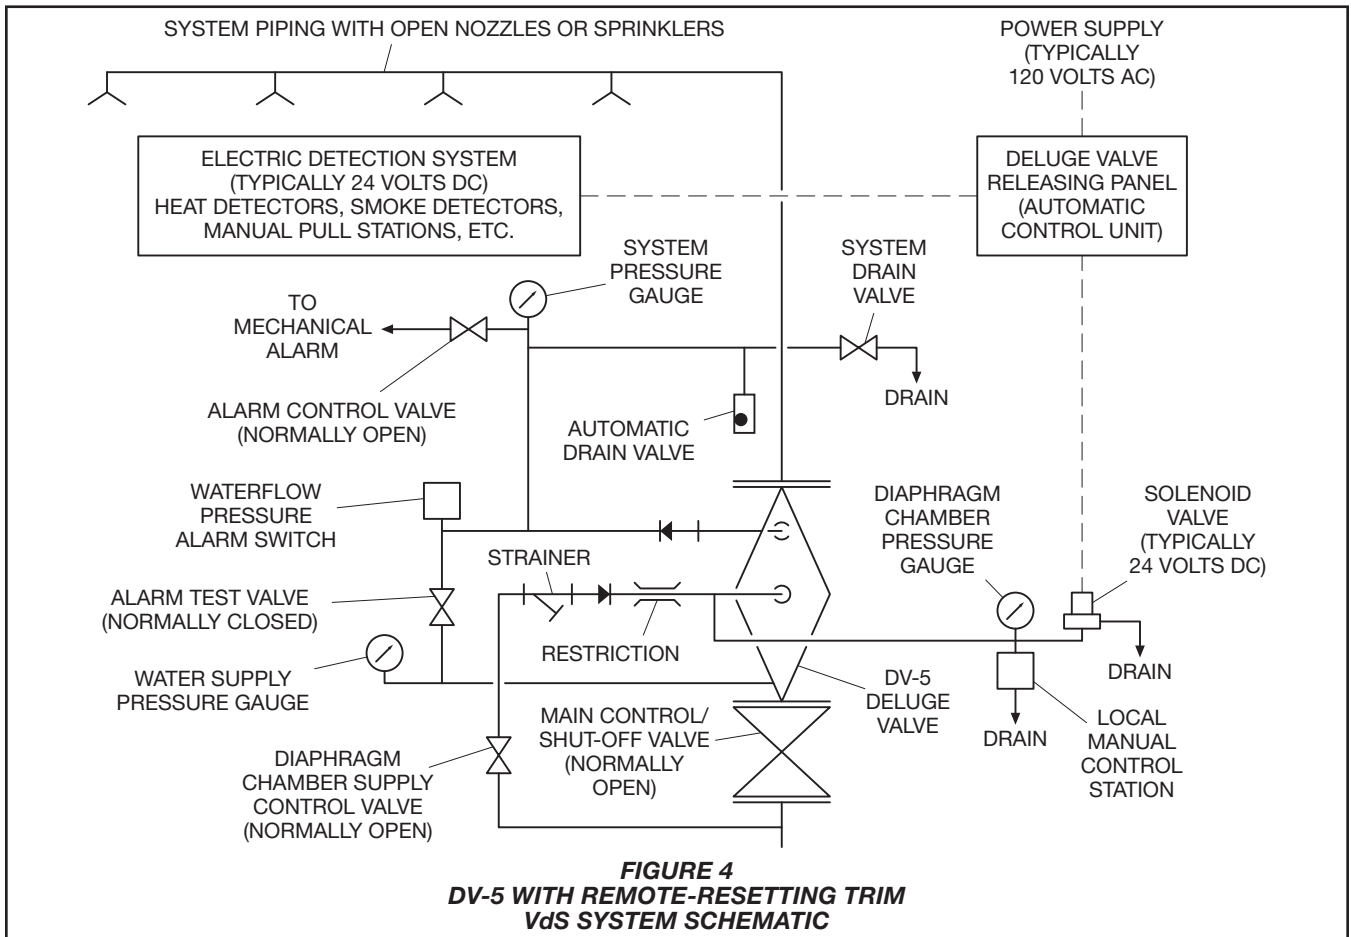 SYSTEM PIPING WITH OPEN NOZZLES OR SPRINKLERS
POWER SUPPLY
(TYPICALLY
120 VOLTS AC)
ELECTRIC DETECTION SYSTEM
(TYPICALLY 24 VOLTS DC)
HEAT DETECTORS, SMOKE DETECTORS,
MANUAL PULL STATIONS, ETC.
DELUGE VALVE
RELEASING PANEL
(AUTOMATIC
CONTROL UNIT)
SYSTEM
PRESSURE
GAUGE
SYSTEM
DRAIN
VALVE
TO
MECHANICAL
ALARM
DRAIN
ALARM CONTROL VALVE
(NORMALLY OPEN)
AUTOMATIC
DRAIN VALVE
WATERFLOW
PRESSURE
ALARM SWITCH
DIAPHRAGM
CHAMBER
PRESSURE
GAUGE
SOLENOID
VALVE
(TYPICALLY
24 VOLTS DC)
STRAINER
ALARM TEST VALVE
(NORMALLY CLOSED)
RESTRICTION
WATER SUPPLY
PRESSURE GAUGE
DV-5
DELUGE
VALVE
DRAIN
MAIN CONTROL/
SHUT-OFF VALVE
(NORMALLY
OPEN)
DRAIN
LOCAL
MANUAL
CONTROL
STATION
DIAPHRAGM
CHAMBER SUPPLY
CONTROL VALVE
(NORMALLY OPEN)
FIGURE 4
DV-5 WITH REMOTE-RESETTING TRIM
VdS SYSTEM SCHEMATIC